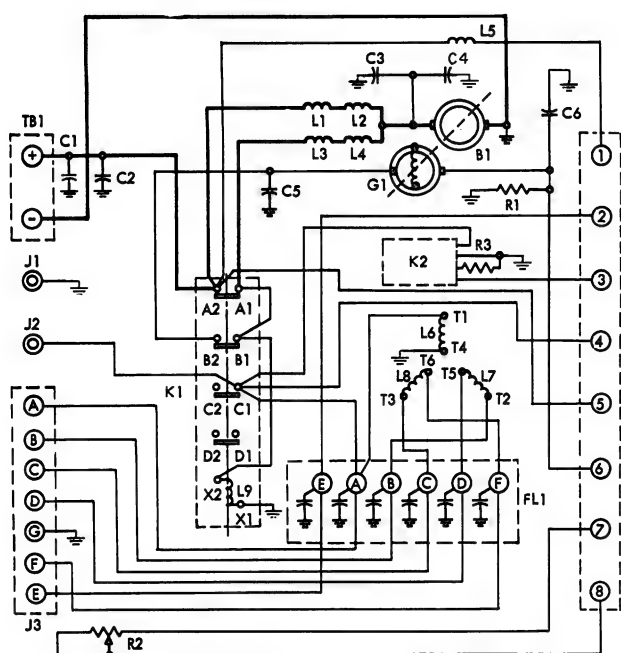 L5
C3 C4
TB1
C1
L1 L2
C6
+
C2
L3 L4
B1
1
G1
C5
-
R1
2
J1
K2
R3
3
A2 A1
T1
J2
L6
4
B2 B1
T4
T6
K1
L8
T5
L7
A
C2 C1
T3
T2
5
B
C
D2 D1
E A B C D F
6
D
X2
L9
FL1
G
X1
7
F
E
8
J3
R2